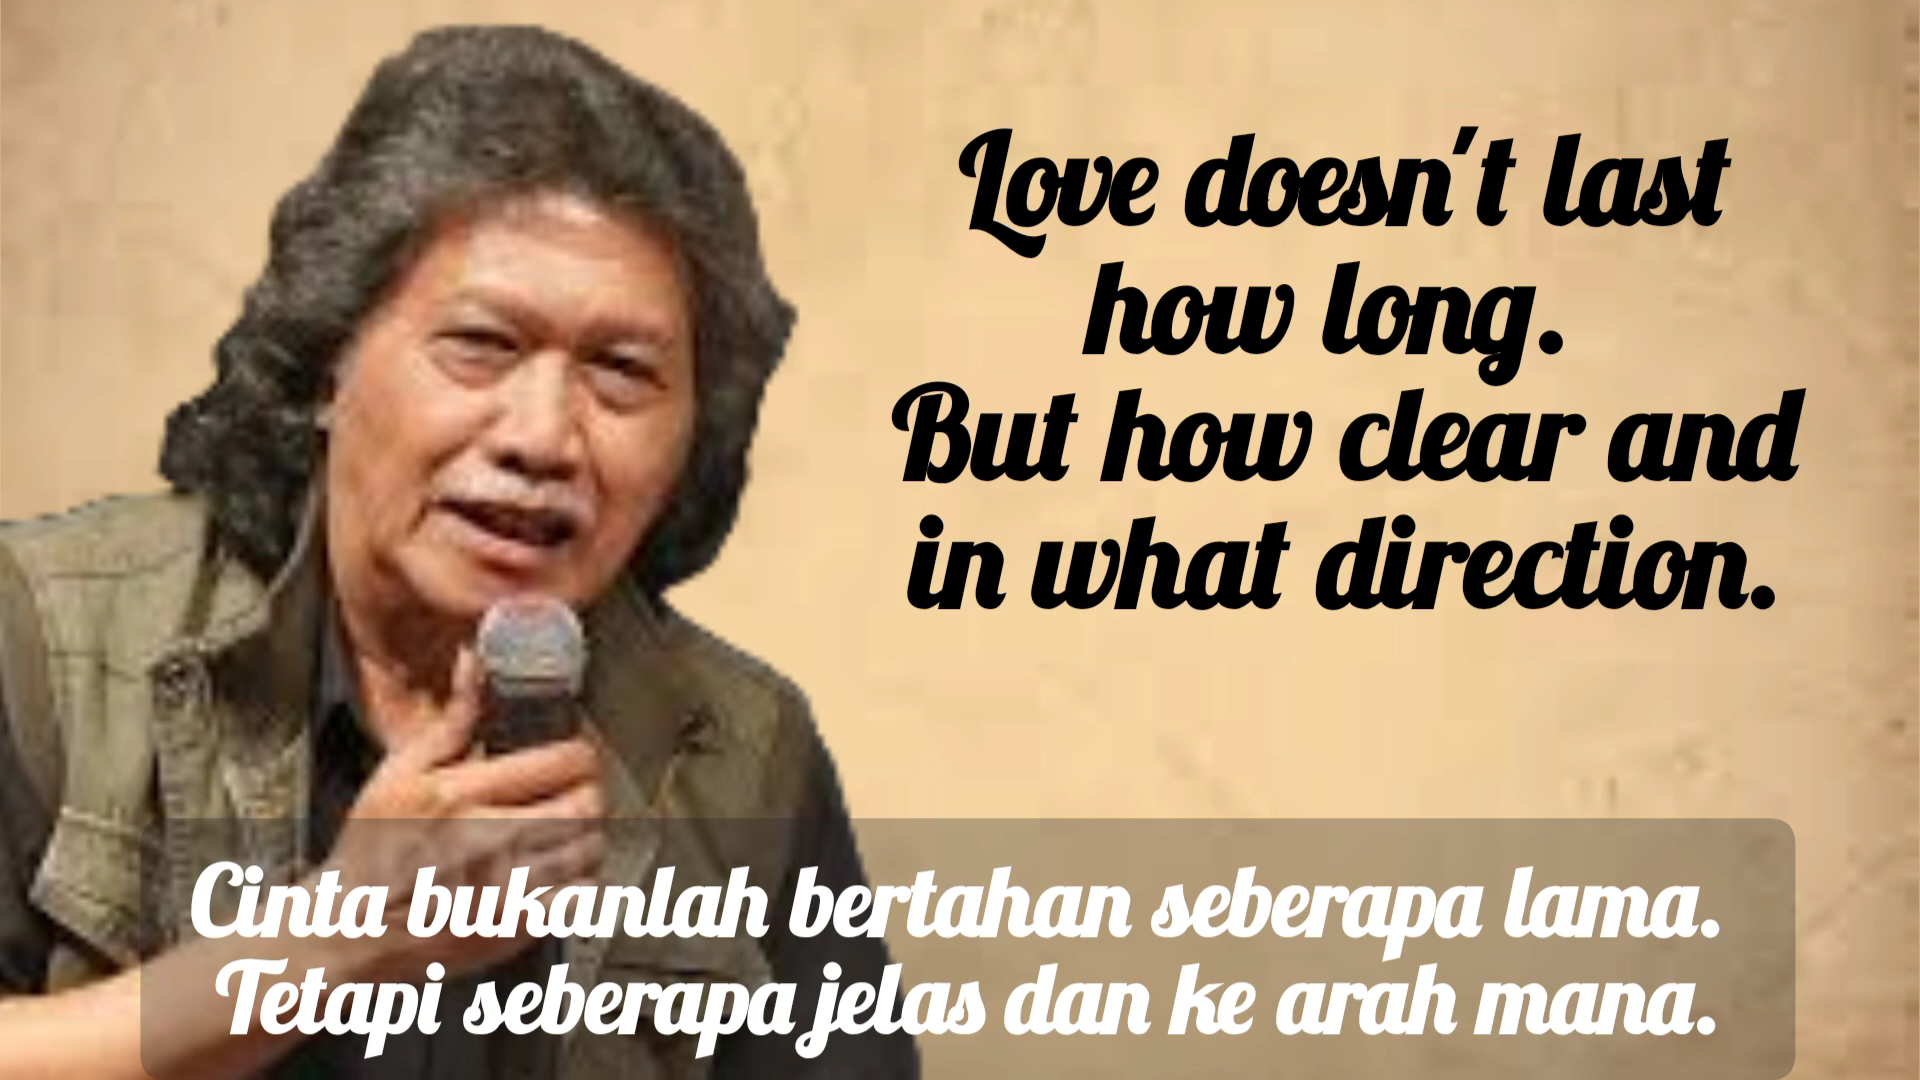 Love doesn't last
how long.
But how clear and
in what direction.
Cinta bukanlah bertahan seberapa lama.
Tetapi seberapa jelas dan ke arah mana.